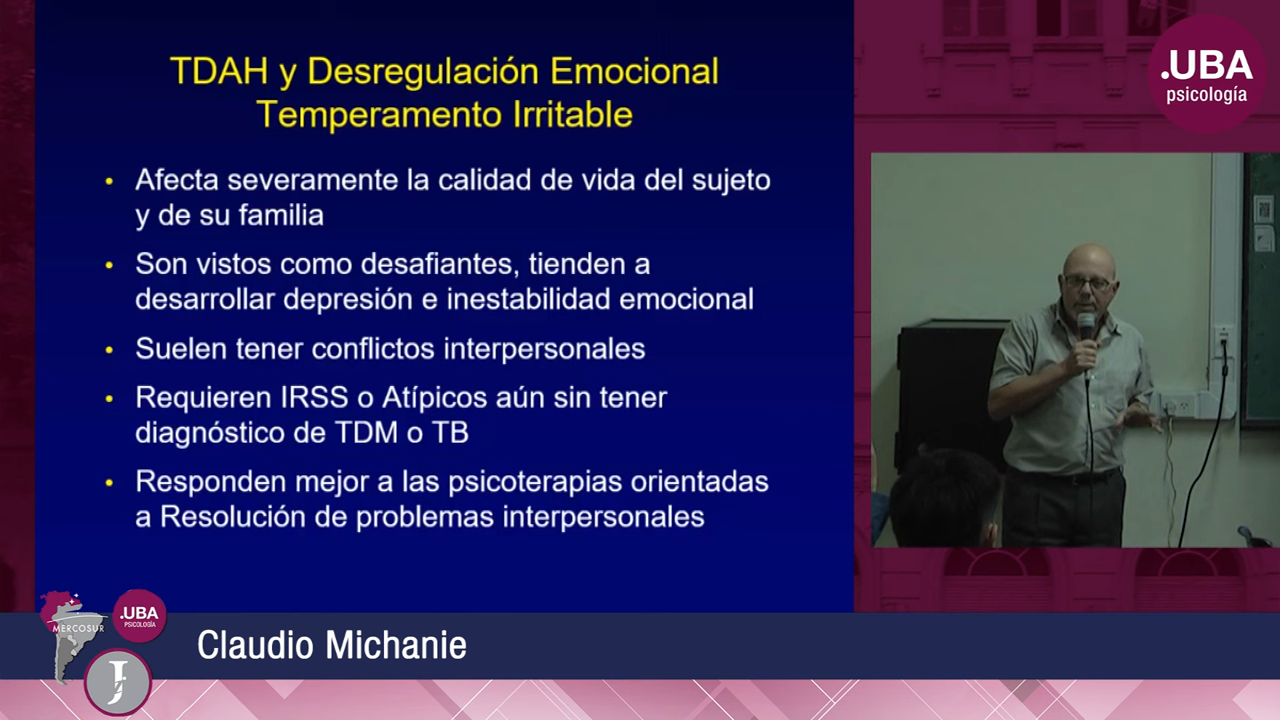 TDAH y Desregulación Emocional
Temperamento Irritable
• Afecta severamente la calidad de vida del sujeto
y de su familia
• Son vistos como desafiantes, tienden a
desarrollar depresión e inestabilidad emocional
• Suelen tener conflictos interpersonales
• Requieren IRSS o Atípicos aún sin tener
diagnóstico de TDM o TB
• Responden mejor a las psicoterapias orientadas
a Resolución de problemas interpersonales
.UBA
psicología
MERCOSUR
.UBA
PSICOLOGÍA
J
Claudio Michanie